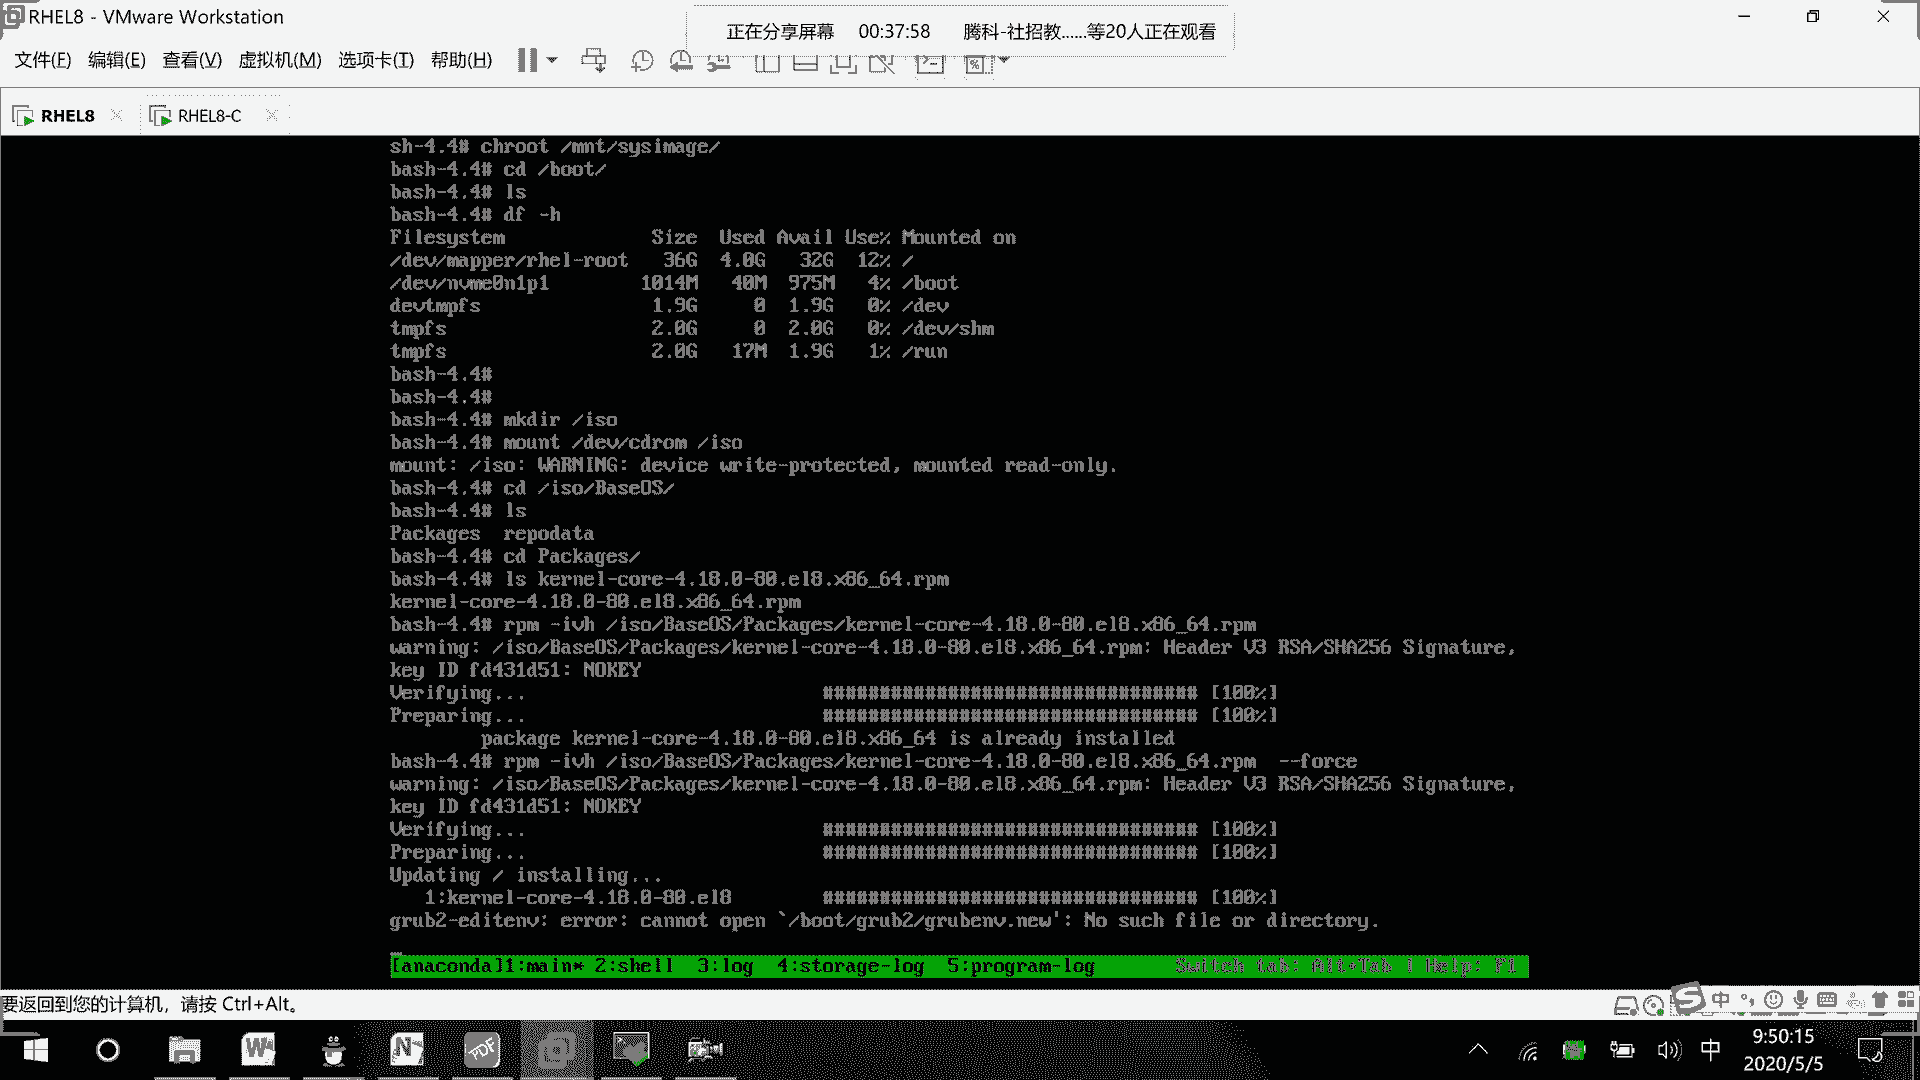 RHEL8 - VMware Workstation
正在分享屏幕 00:37:58 腾科-社招教......等20人正在观看
文件(F) 编辑(E) 查看(V) 虚拟机(M) 选项卡(T) 帮助(H)
RHEL8 RHEL8-C
sh-4.4# chroot /mnt/sysimage/
bash-4.4# cd /boot/
bash-4.4# ls
bash-4.4# df -h
Filesystem Size Used Avail Use% Mounted on
/dev/mapper/rhel-root 36G 4.0G 32G 12% /
/dev/nvme0n1p1 1014M 40M 975M 4% /boot
devtmpfs 1.9G 0 1.9G 0% /dev
tmpfs 2.0G 0 2.0G 0% /dev/shm
tmpfs 2.0G 17M 1.9G 1% /run
bash-4.4#
bash-4.4#
bash-4.4# mkdir /iso
bash-4.4# mount /dev/cdrom /iso
mount: /iso: WARNING: device write-protected, mounted read-only.
bash-4.4# cd /iso/BaseOS/
bash-4.4# ls
Packages repodata
bash-4.4# cd Packages/
bash-4.4# ls kernel-core-4.18.0-80.el8.x86_64.rpm
kernel-core-4.18.0-80.el8.x86_64.rpm
bash-4.4# rpm -ivh /iso/BaseOS/Packages/kernel-core-4.18.0-80.el8.x86_64.rpm
warning: /iso/BaseOS/Packages/kernel-core-4.18.0-80.el8.x86_64.rpm: Header V3 RSA/SHA256 Signature,
key ID fd431d51: NOKEY
Verifying... ################################# [100%]
Preparing... ################################# [100%]
package kernel-core-4.18.0-80.el8.x86_64 is already installed
bash-4.4# rpm -ivh /iso/BaseOS/Packages/kernel-core-4.18.0-80.el8.x86_64.rpm --force
warning: /iso/BaseOS/Packages/kernel-core-4.18.0-80.el8.x86_64.rpm: Header V3 RSA/SHA256 Signature,
key ID fd431d51: NOKEY
Verifying... ################################# [100%]
Preparing... ################################# [100%]
Updating / installing...
1:kernel-core-4.18.0-80.el8 ################################# [100%]
grub2-editenv: error: cannot open `/boot/grub2/grubenv.new': No such file or directory.
[anaconda]1:main* 2:shell 3:log 4:storage-log 5:program-log Switch tab: Alt+Tab | Help: F1
要返回到您的计算机，请按 Ctrl+Alt。
中
中 9:50:15
2020/5/5